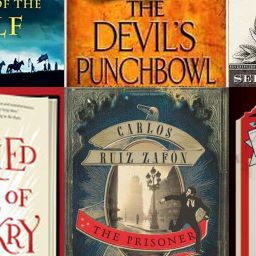 OF THE
LF
THE
DEVIL'S
PUNCHBOWL
SE
LED
OF
KRY
CARLOS
RUIZ ZAFÓN
THE PRISONER